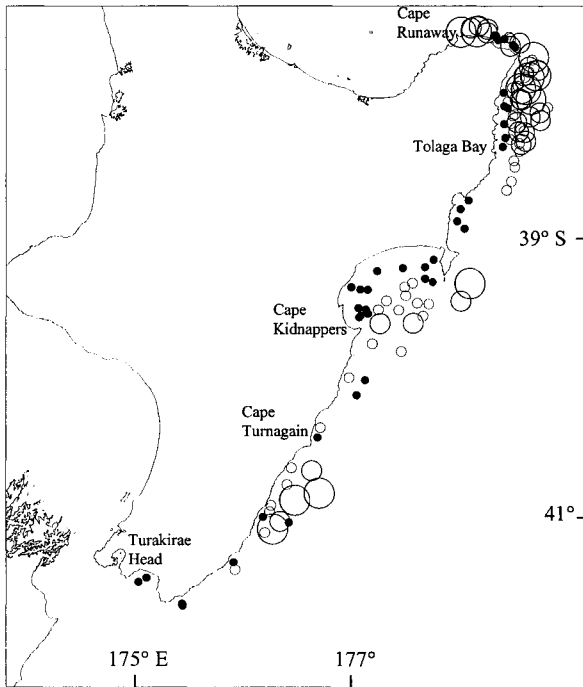 Cape
Runaway
Tolaga Bay
39° S
Cape
Kidnappers
Cape
Turnagain
41°
Turakirae
Head
175° E
177°